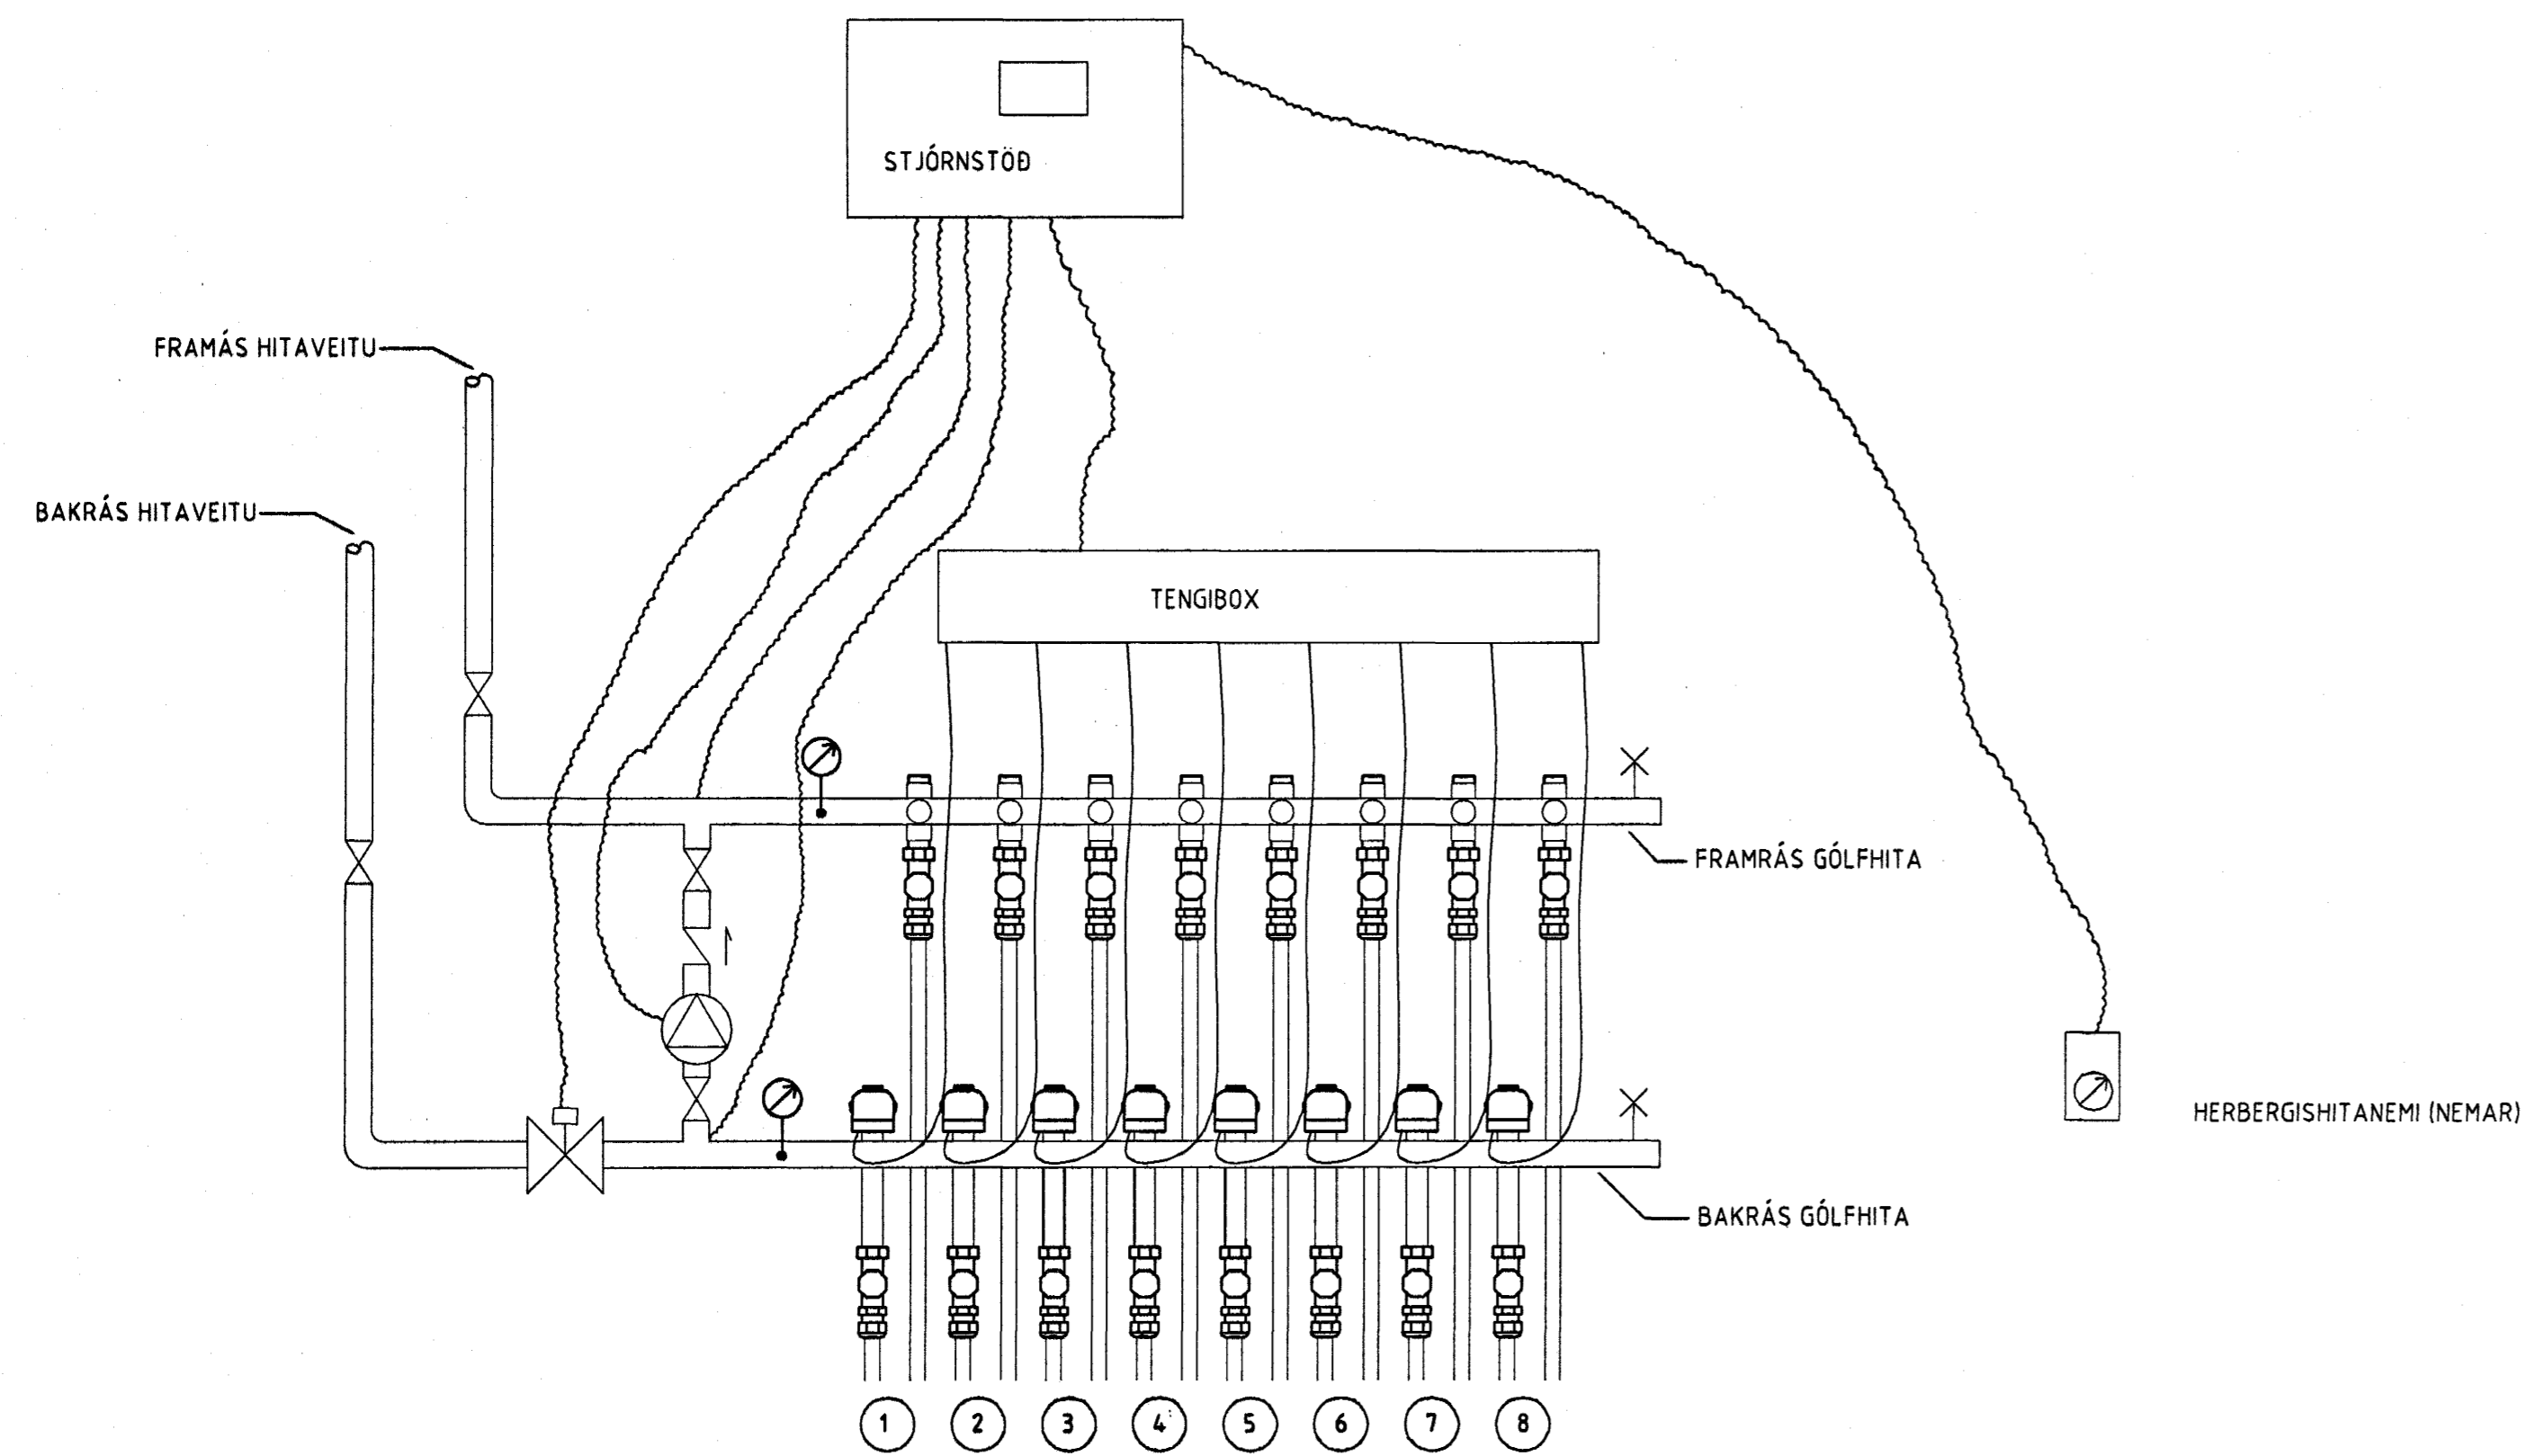 STJÓRNSTÖÐ
FRAMÁS HITAVEITU
BAKRÁS HITAVEITU
TENGIBOX
FRAMRÁS GÓLFHITA
HERBERGISHITANEMI (NEMAR)
BAKRÁS GÓLFHITA
1 2 3 4 5 6 7 8